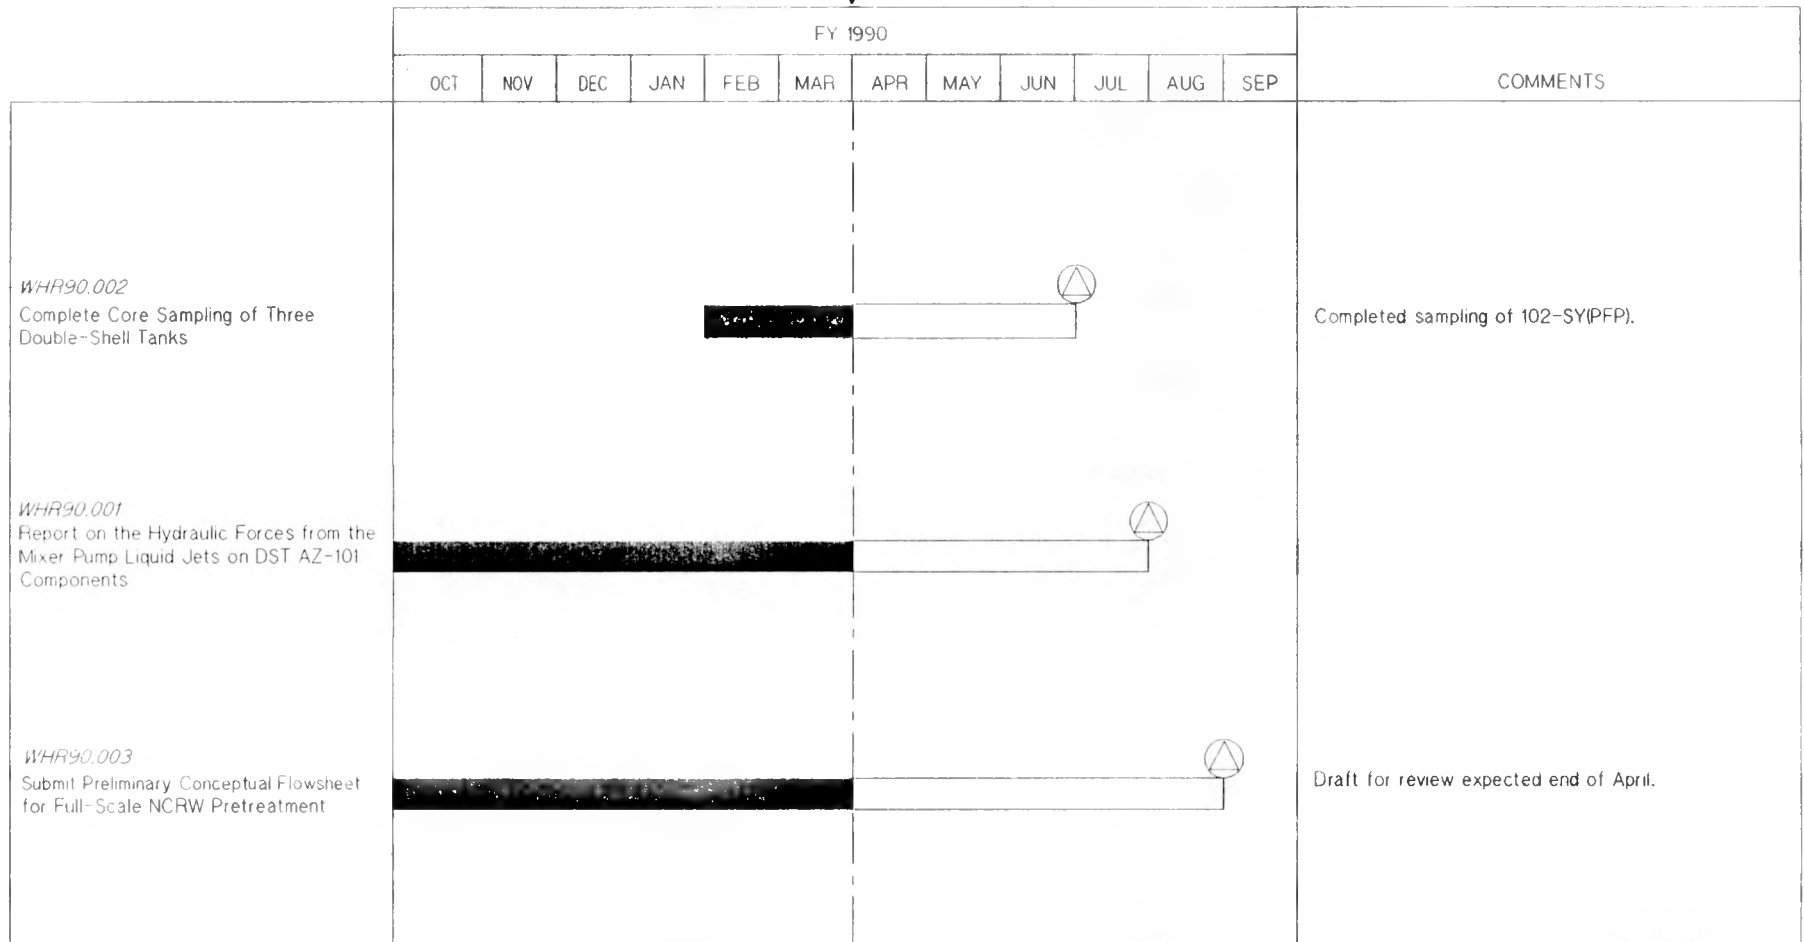 FY 1990
OCT NOV DEC JAN FEB MAR APR MAY JUN JUL AUG SEP COMMENTS
WHR90.002
Complete Core Sampling of Three
Double-Shell Tanks
Completed sampling of 102-SY(PFP).
WHR90.001
Report on the Hydraulic Forces from the
Mixer Pump Liquid Jets on DST AZ-101
Components
WHR90.003
Submit Preliminary Conceptual Flowsheet
for Full-Scale NCRW Pretreatment
Draft for review expected end of April.